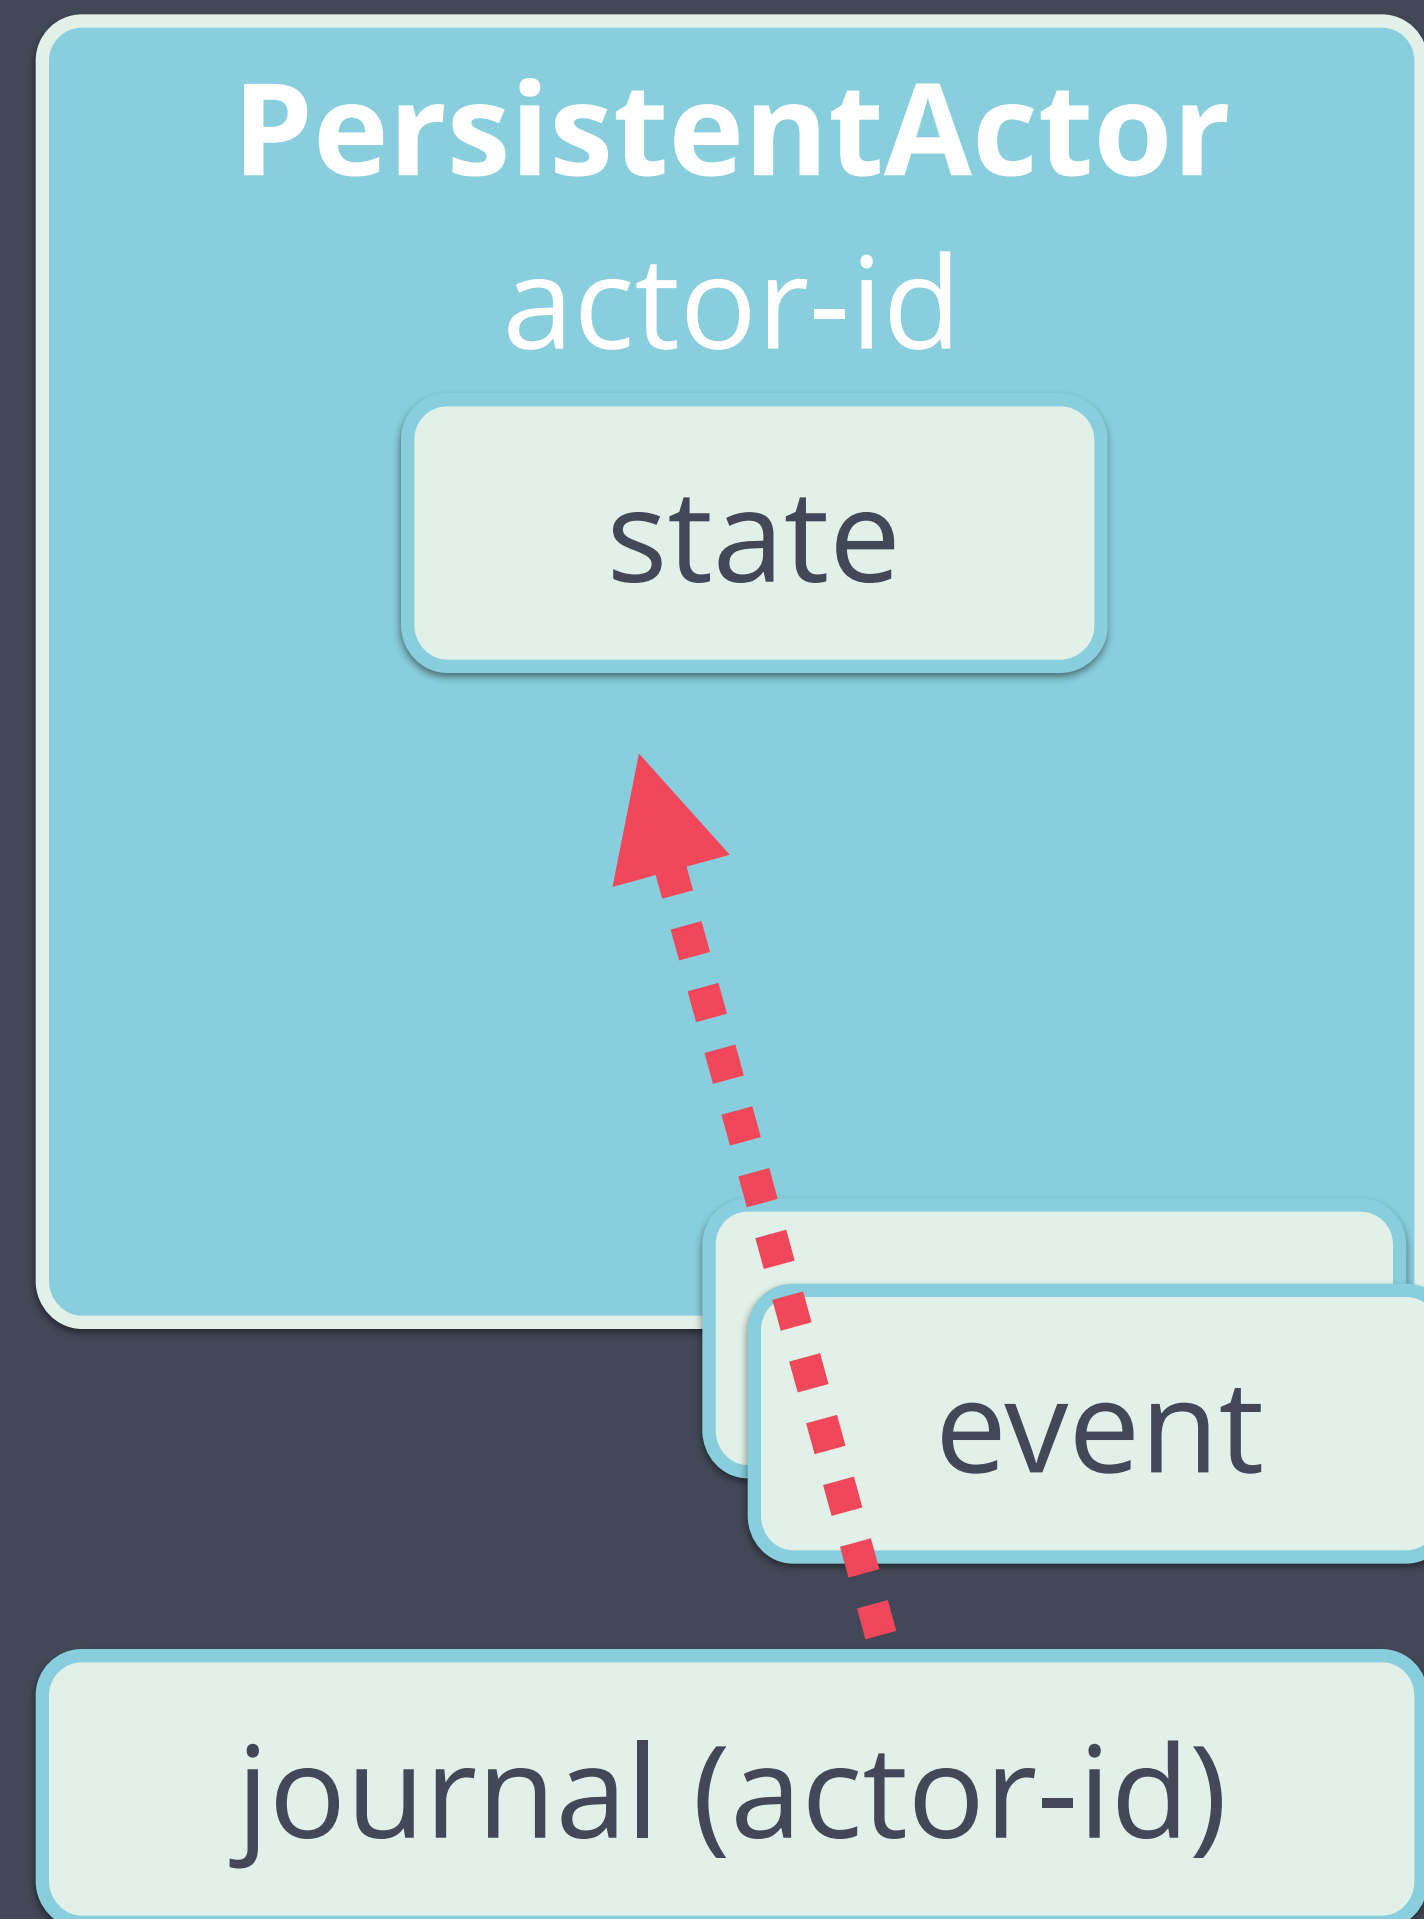 PersistentActor
actor-id
state
event
journal (actor-id)